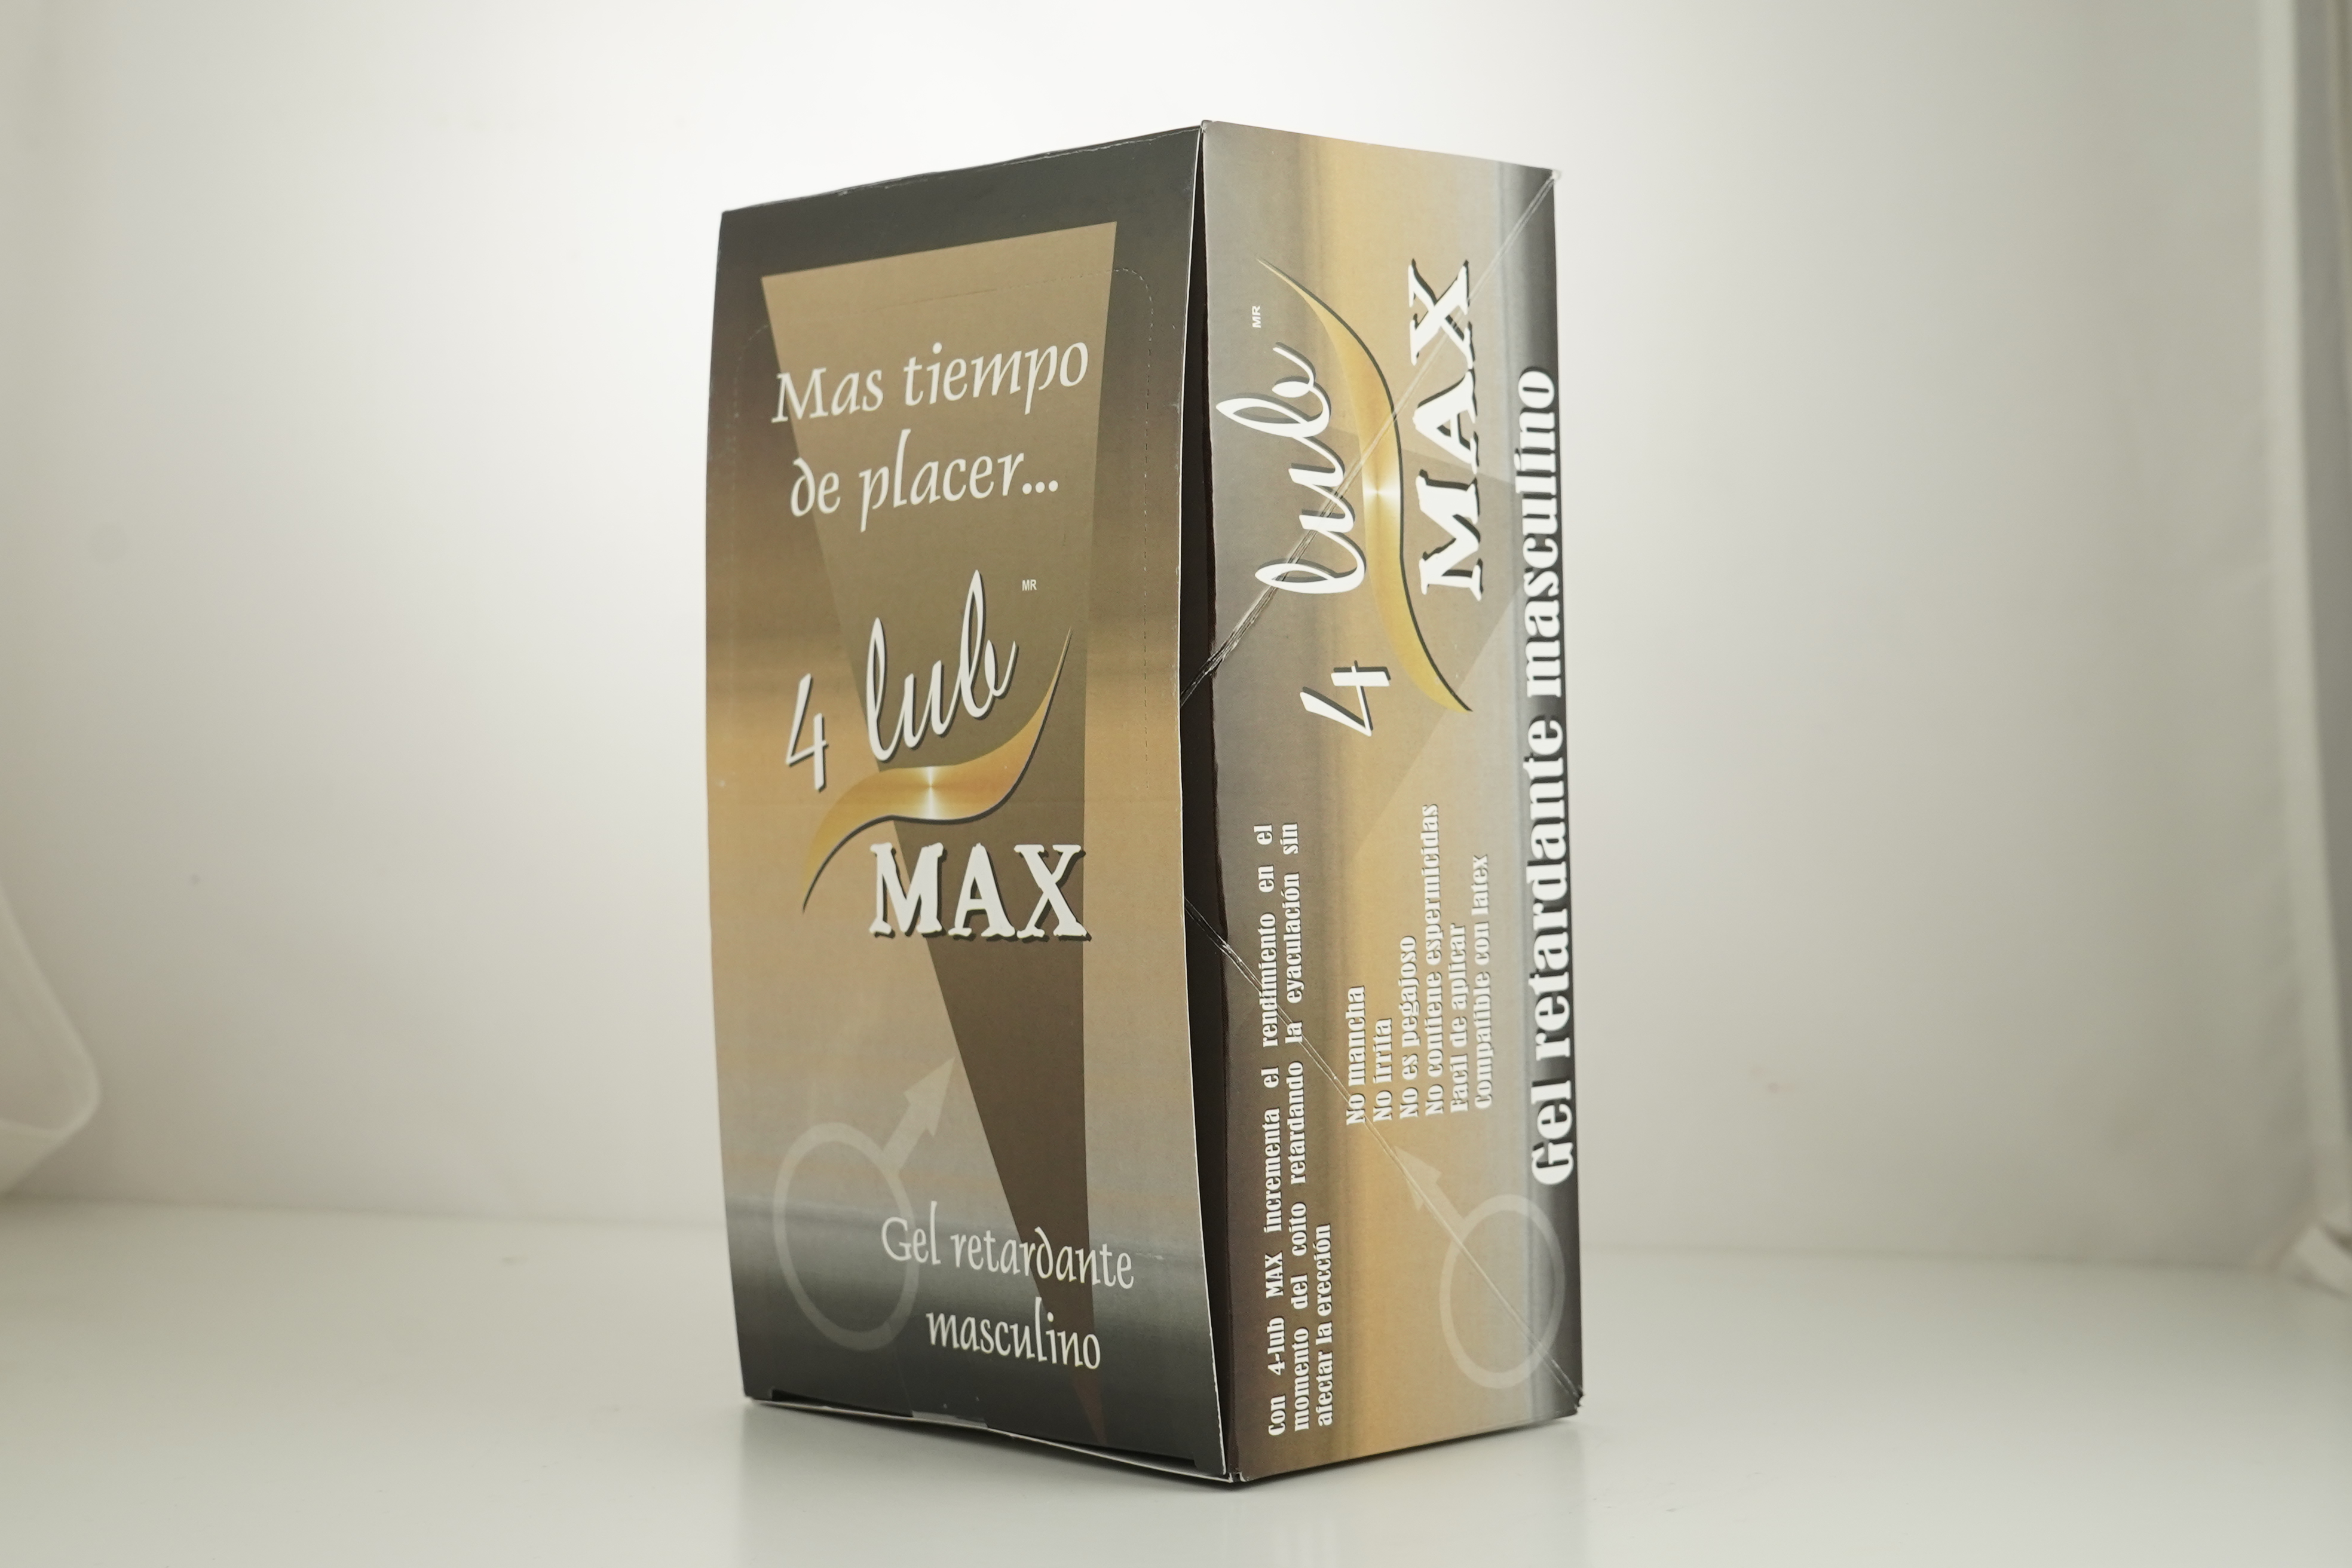 Mas tiempo
de placer...
4 lub MR
MAX
Gel retardante
masculino
4 lub MR
MAX
Con 4-lub MAX incrementa el rendimiento en el
momento del coíto retardando la eyaculación sin
afectar la erección
No mancha
No irrita
No es pegajoso
No contiene espermicidas
Facil de aplicar
Compatible con latex
Gel retardante masculino